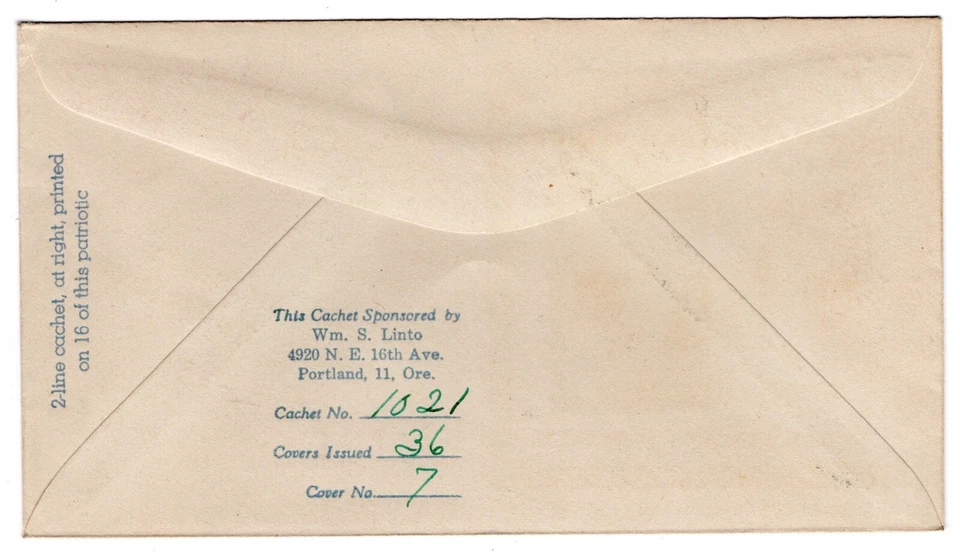 2-line cachet, at right, printed
on 16 of this patriotic
This Cachet Sponsored by
Wm. S. Linto
4920 N. E. 16th Ave.
Portland, 11, Ore.
Cachet No. 1021
Covers Issued 36
Cover No. 7